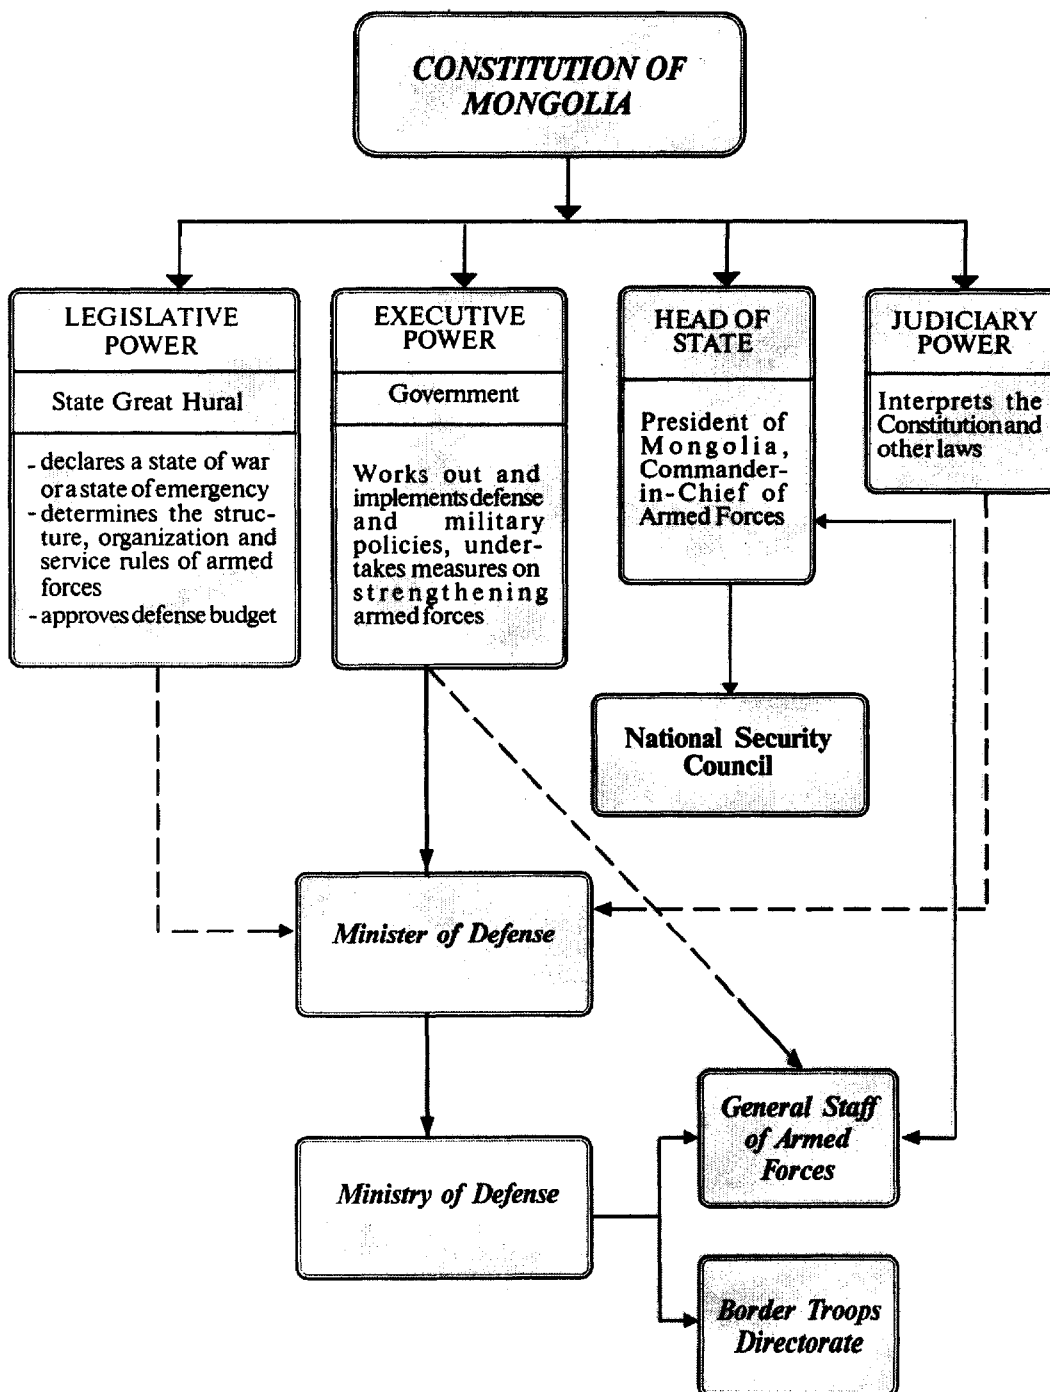 CONSTITUTION OF
MONGOLIA
LEGISLATIVE
POWER
State Great Hural
- declares a state of war
or a state of emergency
- determines the struc-
ture, organization and
service rules of armed
forces
- approves defense budget
EXECUTIVE
POWER
Government
Works out and
implements defense
and military
policies, under-
takes measures on
strengthening
armed forces
HEAD OF
STATE
President of
Mongolia,
Commander-
in-Chief of
Armed Forces
JUDICIARY
POWER
Interprets the
Constitution and
other laws
National Security
Council
Minister of Defense
General Staff
of Armed
Forces
Ministry of Defense
Border Troops
Directorate